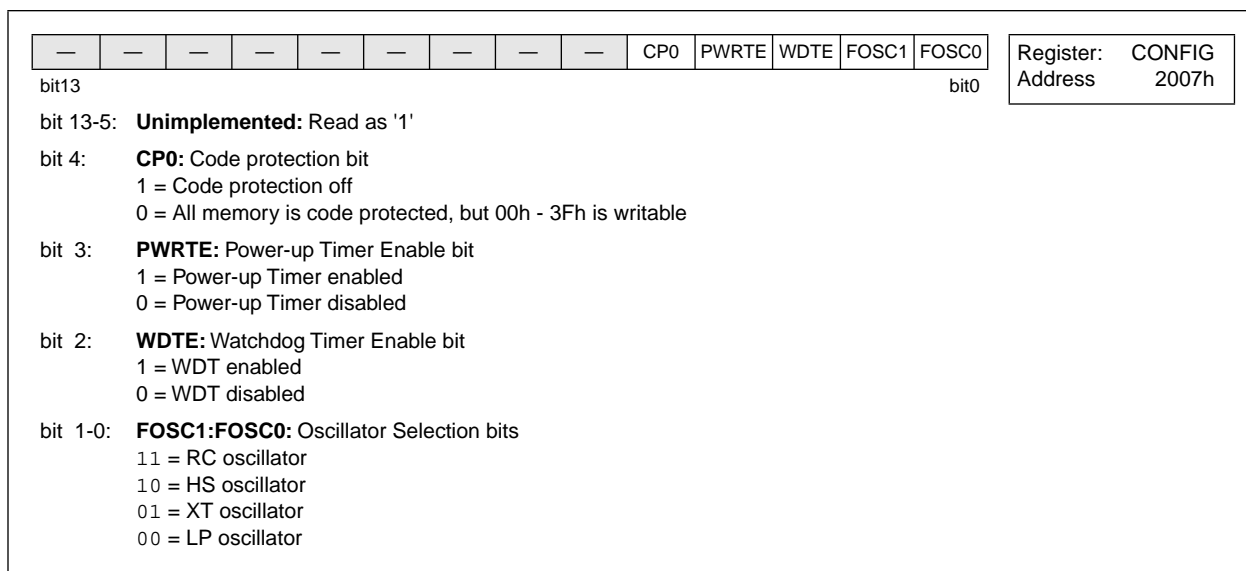 — — — — — — — — — CP0 PWRTE WDTE FOSC1 FOSC0
bit13 bit0
Register: CONFIG
Address 2007h
bit 13-5: Unimplemented: Read as '1'
bit 4: CP0: Code protection bit
1 = Code protection off
0 = All memory is code protected, but 00h - 3Fh is writable
bit 3: PWRTE: Power-up Timer Enable bit
1 = Power-up Timer enabled
0 = Power-up Timer disabled
bit 2: WDTE: Watchdog Timer Enable bit
1 = WDT enabled
0 = WDT disabled
bit 1-0: FOSC1:FOSC0: Oscillator Selection bits
11 = RC oscillator
10 = HS oscillator
01 = XT oscillator
00 = LP oscillator